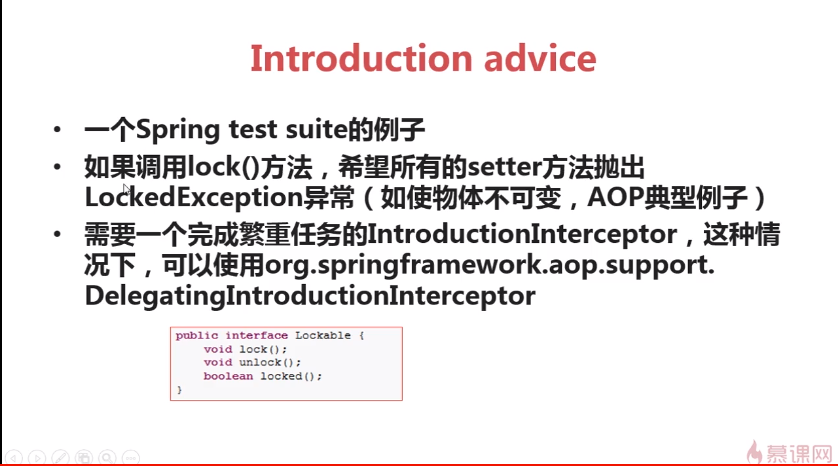 Introduction advice
• 一个Spring test suite的例子
• 如果调用lock()方法，希望所有的setter方法抛出
LockedException异常（如使物体不可变，AOP典型例子）
• 需要一个完成繁重任务的IntroductionInterceptor，这种情
况下，可以使用org.springframework.aop.support.
DelegatingIntroductionInterceptor
public interface Lockable {
void lock();
void unlock();
boolean locked();
}
慕课网